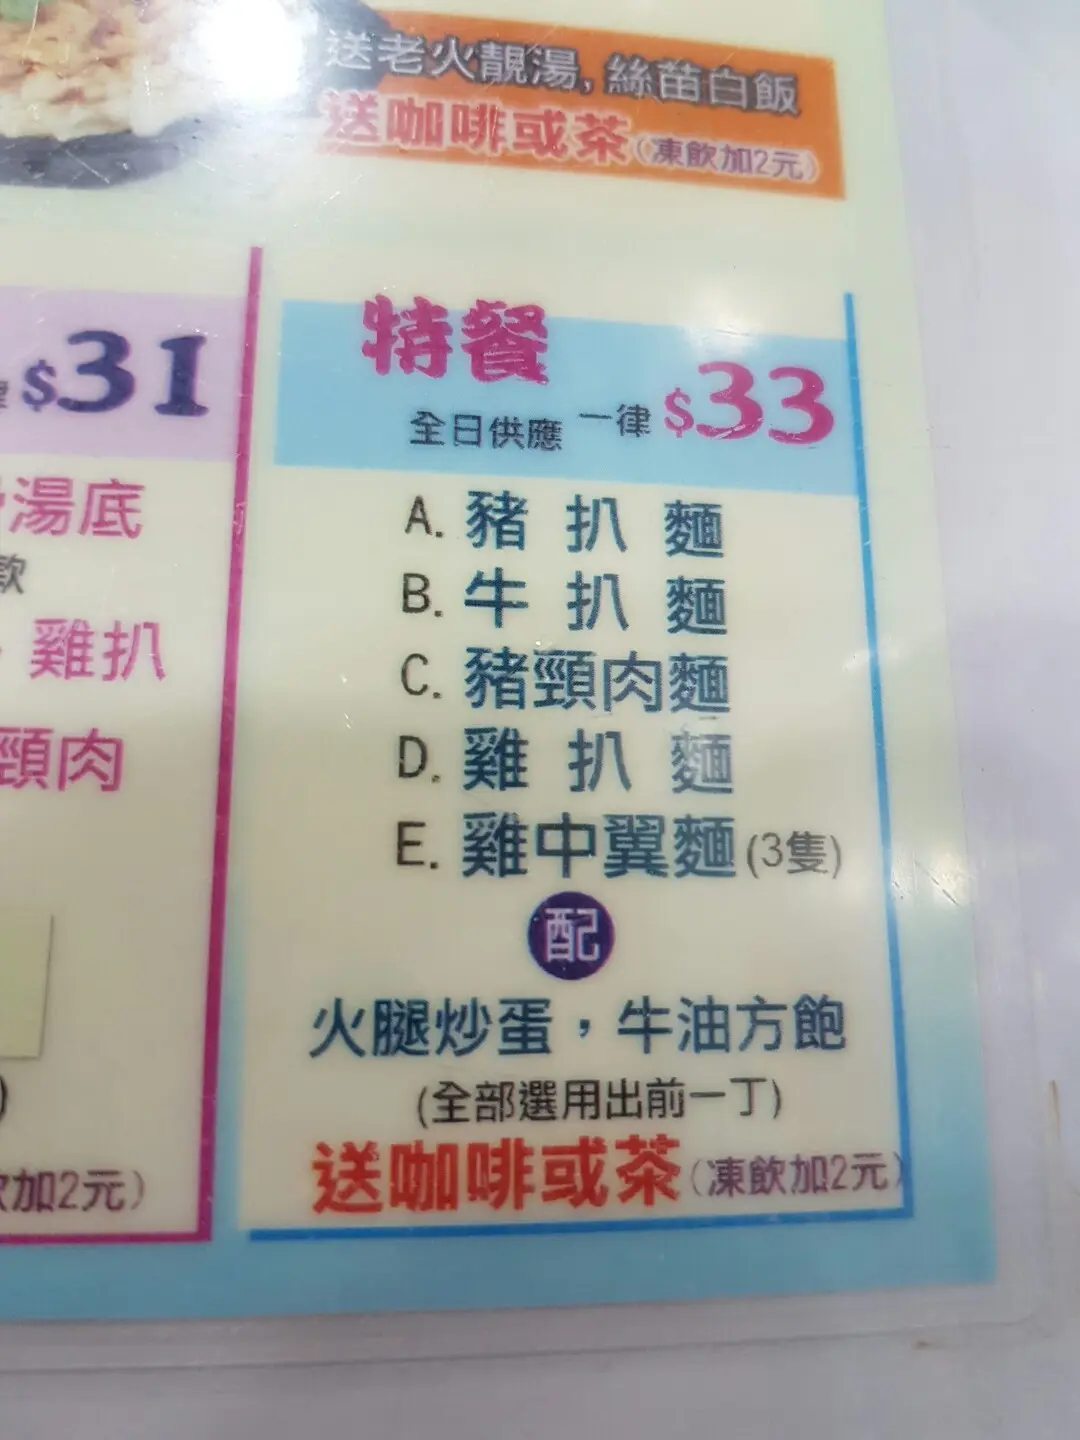 送老火靚湯, 絲苗白飯
送咖啡或茶(凍飲加2元)
$31
湯底
款
雞扒
頸肉
)
加2元)
特餐
全日供應 一律 $33
A. 豬扒麵
B. 牛扒麵
C. 豬頸肉麵
D. 雞扒麵
E. 雞中翼麵(3隻)
配
火腿炒蛋，牛油方飽
(全部選用出前一丁)
送咖啡或茶(凍飲加2元)